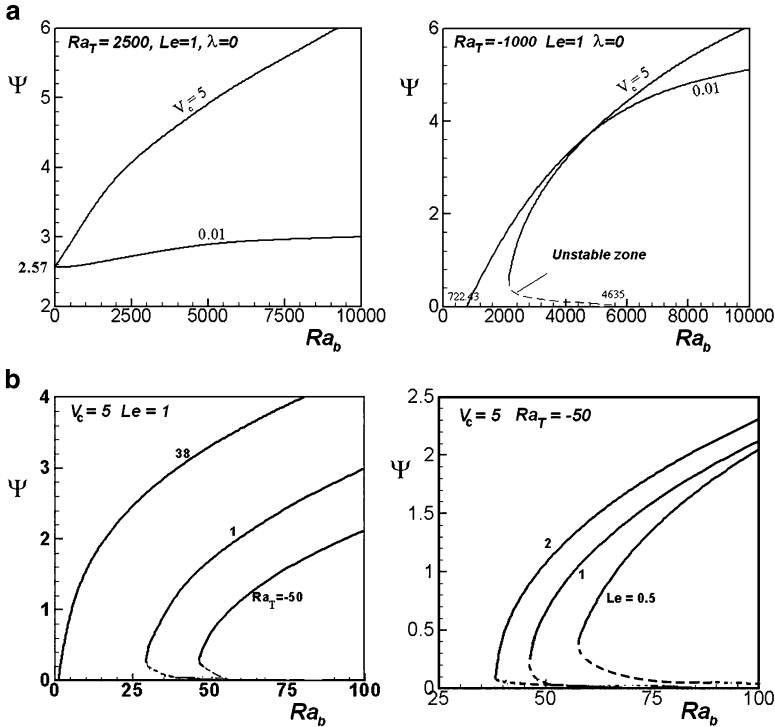 a
Ra_T = 2500, Le=1, λ=0
Ψ
6
5
4
3
2.57
2
V_c = 5
0.01
0 2500 5000 7500 10000
Ra_b
Ra_T = -1000 Le=1 λ=0
Ψ
6
4
2
0
V_c = 5
0.01
Unstable zone
722.43
4635
0 2000 4000 6000 8000 10000
Ra_b
b
V_c = 5 Le = 1
Ψ
4
3
2
1
0
38
1
Ra_T=-50
0 25 50 75 100
Ra_b
V_c = 5 Ra_T = -50
Ψ
2.5
2
1.5
1
0.5
0
2
1
Le = 0.5
25 50 75 100
Ra_b